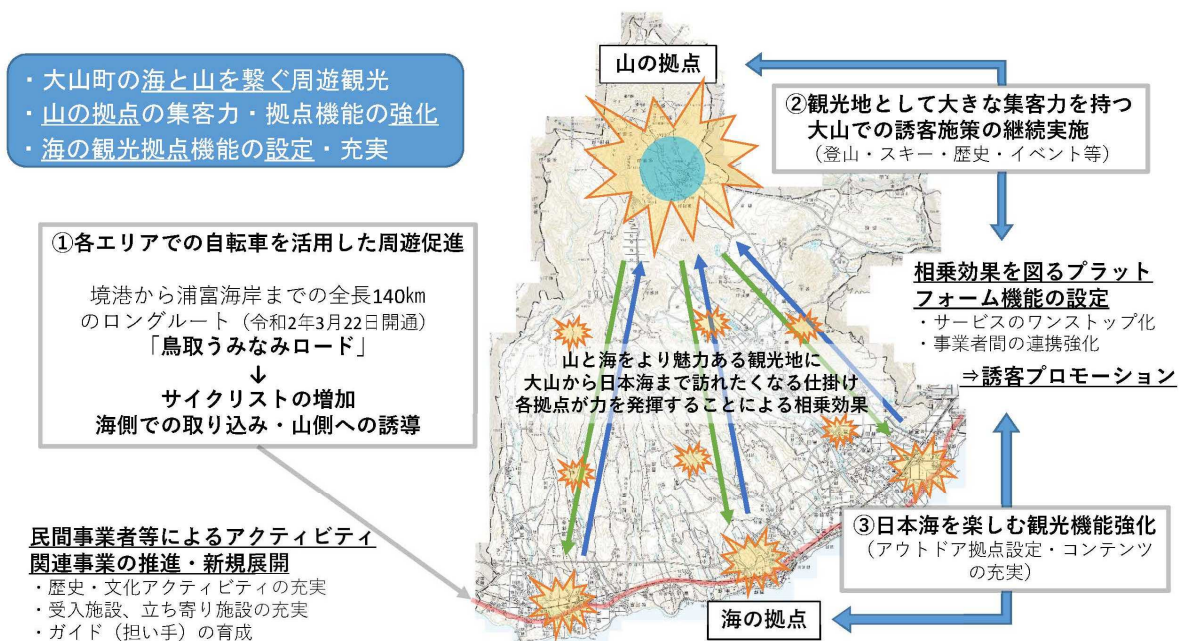 ・大山町の海と山を繋ぐ周遊観光
・山の拠点の集客力・拠点機能の強化
・海の観光拠点機能の設定・充実
山の拠点
②観光地として大きな集客力を持つ
大山での誘客施策の継続実施
（登山・スキー・歴史・イベント等）
①各エリアでの自転車を活用した周遊促進
境港から浦富海岸までの全長140㎞
のロングルート（令和2年3月22日開通）
「鳥取うみなみロード」
↓
サイクリストの増加
海側での取り込み・山側への誘導
相乗効果を図るプラット
フォーム機能の設定
・サービスのワンストップ化
・事業者間の連携強化
⇒誘客プロモーション
山と海をより魅力ある観光地に
大山から日本海まで訪れたくなる仕掛け
各拠点が力を発揮することによる相乗効果
民間事業者等によるアクティビティ
関連事業の推進・新規展開
・歴史・文化アクティビティの充実
・受入施設、立ち寄り施設の充実
・ガイド（担い手）の育成
③日本海を楽しむ観光機能強化
（アウトドア拠点設定・コンテンツ
の充実）
海の拠点